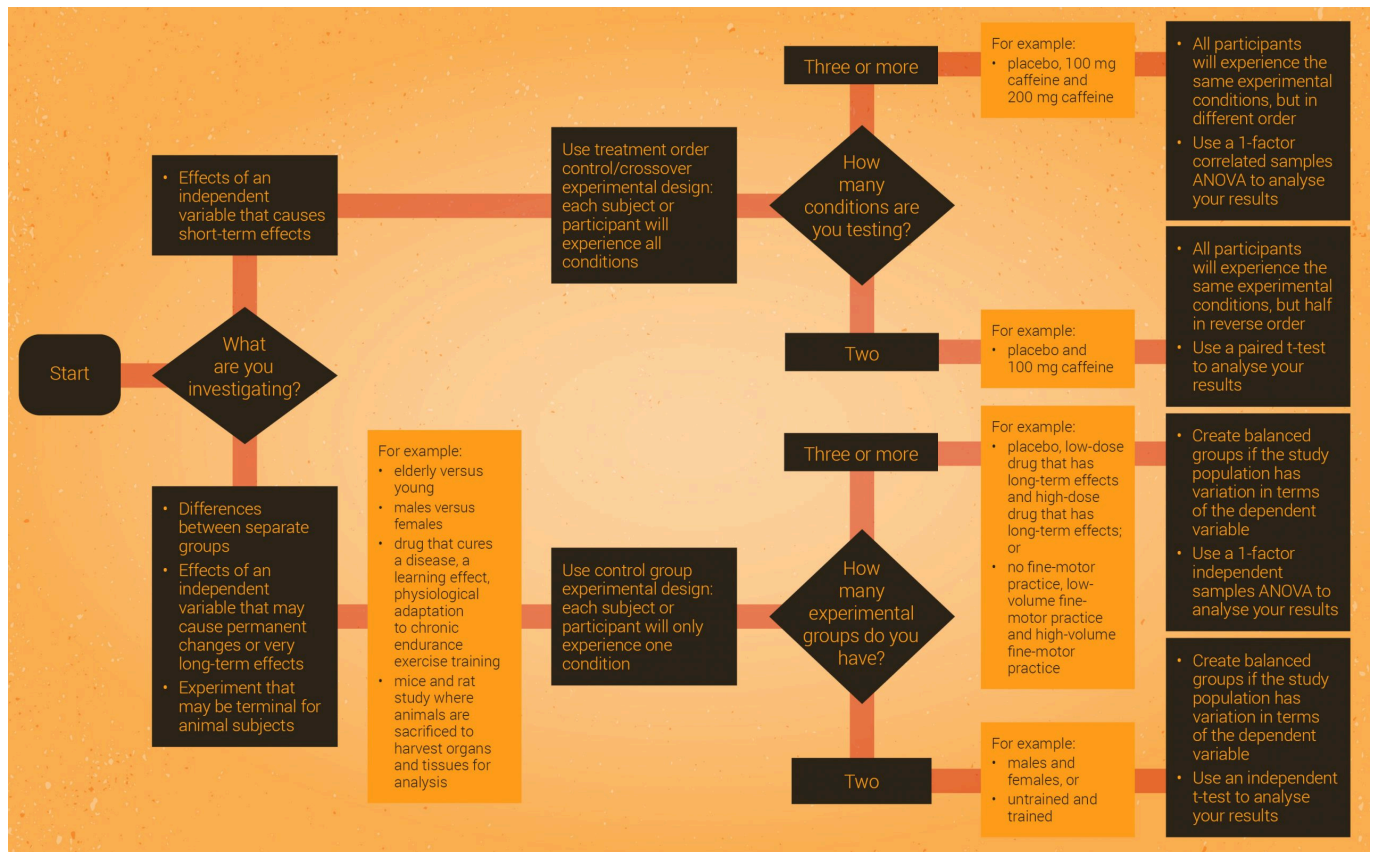 Start
What
are you
investigating?
• Effects of an
independent
variable that causes
short-term effects
Use treatment order
control/crossover
experimental design:
each subject or
participant will
experience all
conditions
How
many
conditions are
you testing?
Three or more
For example:
• placebo, 100 mg
caffeine and
200 mg caffeine
• All participants
will experience the
same experimental
conditions, but in
different order
• Use a 1-factor
correlated samples
ANOVA to analyse
your results
Two
For example:
• placebo and
100 mg caffeine
• All participants
will experience the
same experimental
conditions, but half
in reverse order
• Use a paired t-test
to analyse your
results
• Differences
between separate
groups
• Effects of an
independent
variable that may
cause permanent
changes or very
long-term effects
• Experiment that
may be terminal for
animal subjects
For example:
• elderly versus
young
• males versus
females
• drug that cures
a disease, a
learning effect,
physiological
adaptation
to chronic
endurance
exercise training
• mice and rat
study where
animals are
sacrificed to
harvest organs
and tissues for
analysis
Use control group
experimental design:
each subject or
participant will only
experience one
condition
How
many
experimental
groups do you
have?
Three or more
For example:
• placebo, low-dose
drug that has
long-term effects
and high-dose
drug that has
long-term effects;
or
• no fine-motor
practice, low-
volume fine-
motor practice
and high-volume
fine-motor
practice
• Create balanced
groups if the study
population has
variation in terms
of the dependent
variable
• Use a 1-factor
independent
samples ANOVA to
analyse your results
Two
For example:
• males and
females, or
• untrained and
trained
• Create balanced
groups if the study
population has
variation in terms
of the dependent
variable
• Use an independent
t-test to analyse
your results